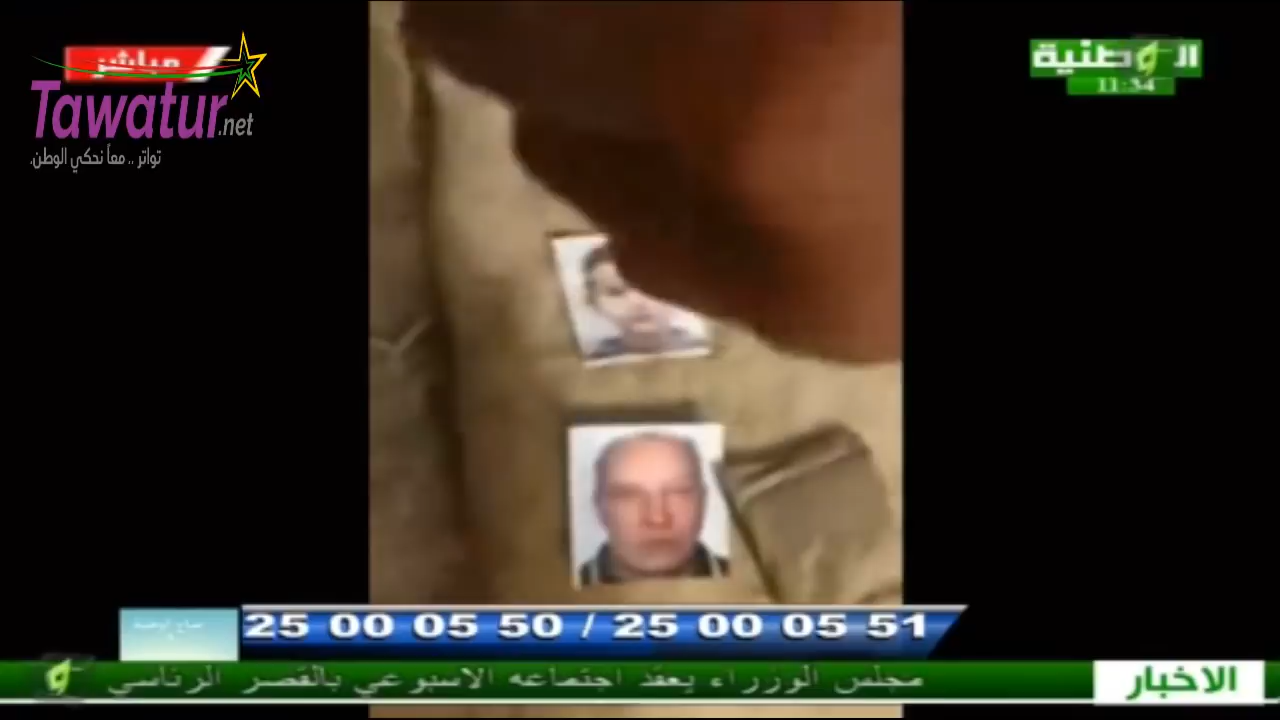 مباشر
Tawatur.net
تواتر .. معاً نحكي الوطن.
الوطنية
11:34
25 00 05 50 / 25 00 05 51
مجلس الوزراء يعقد اجتماعه الاسبوعي بالقصر الرئاسي
الاخبار